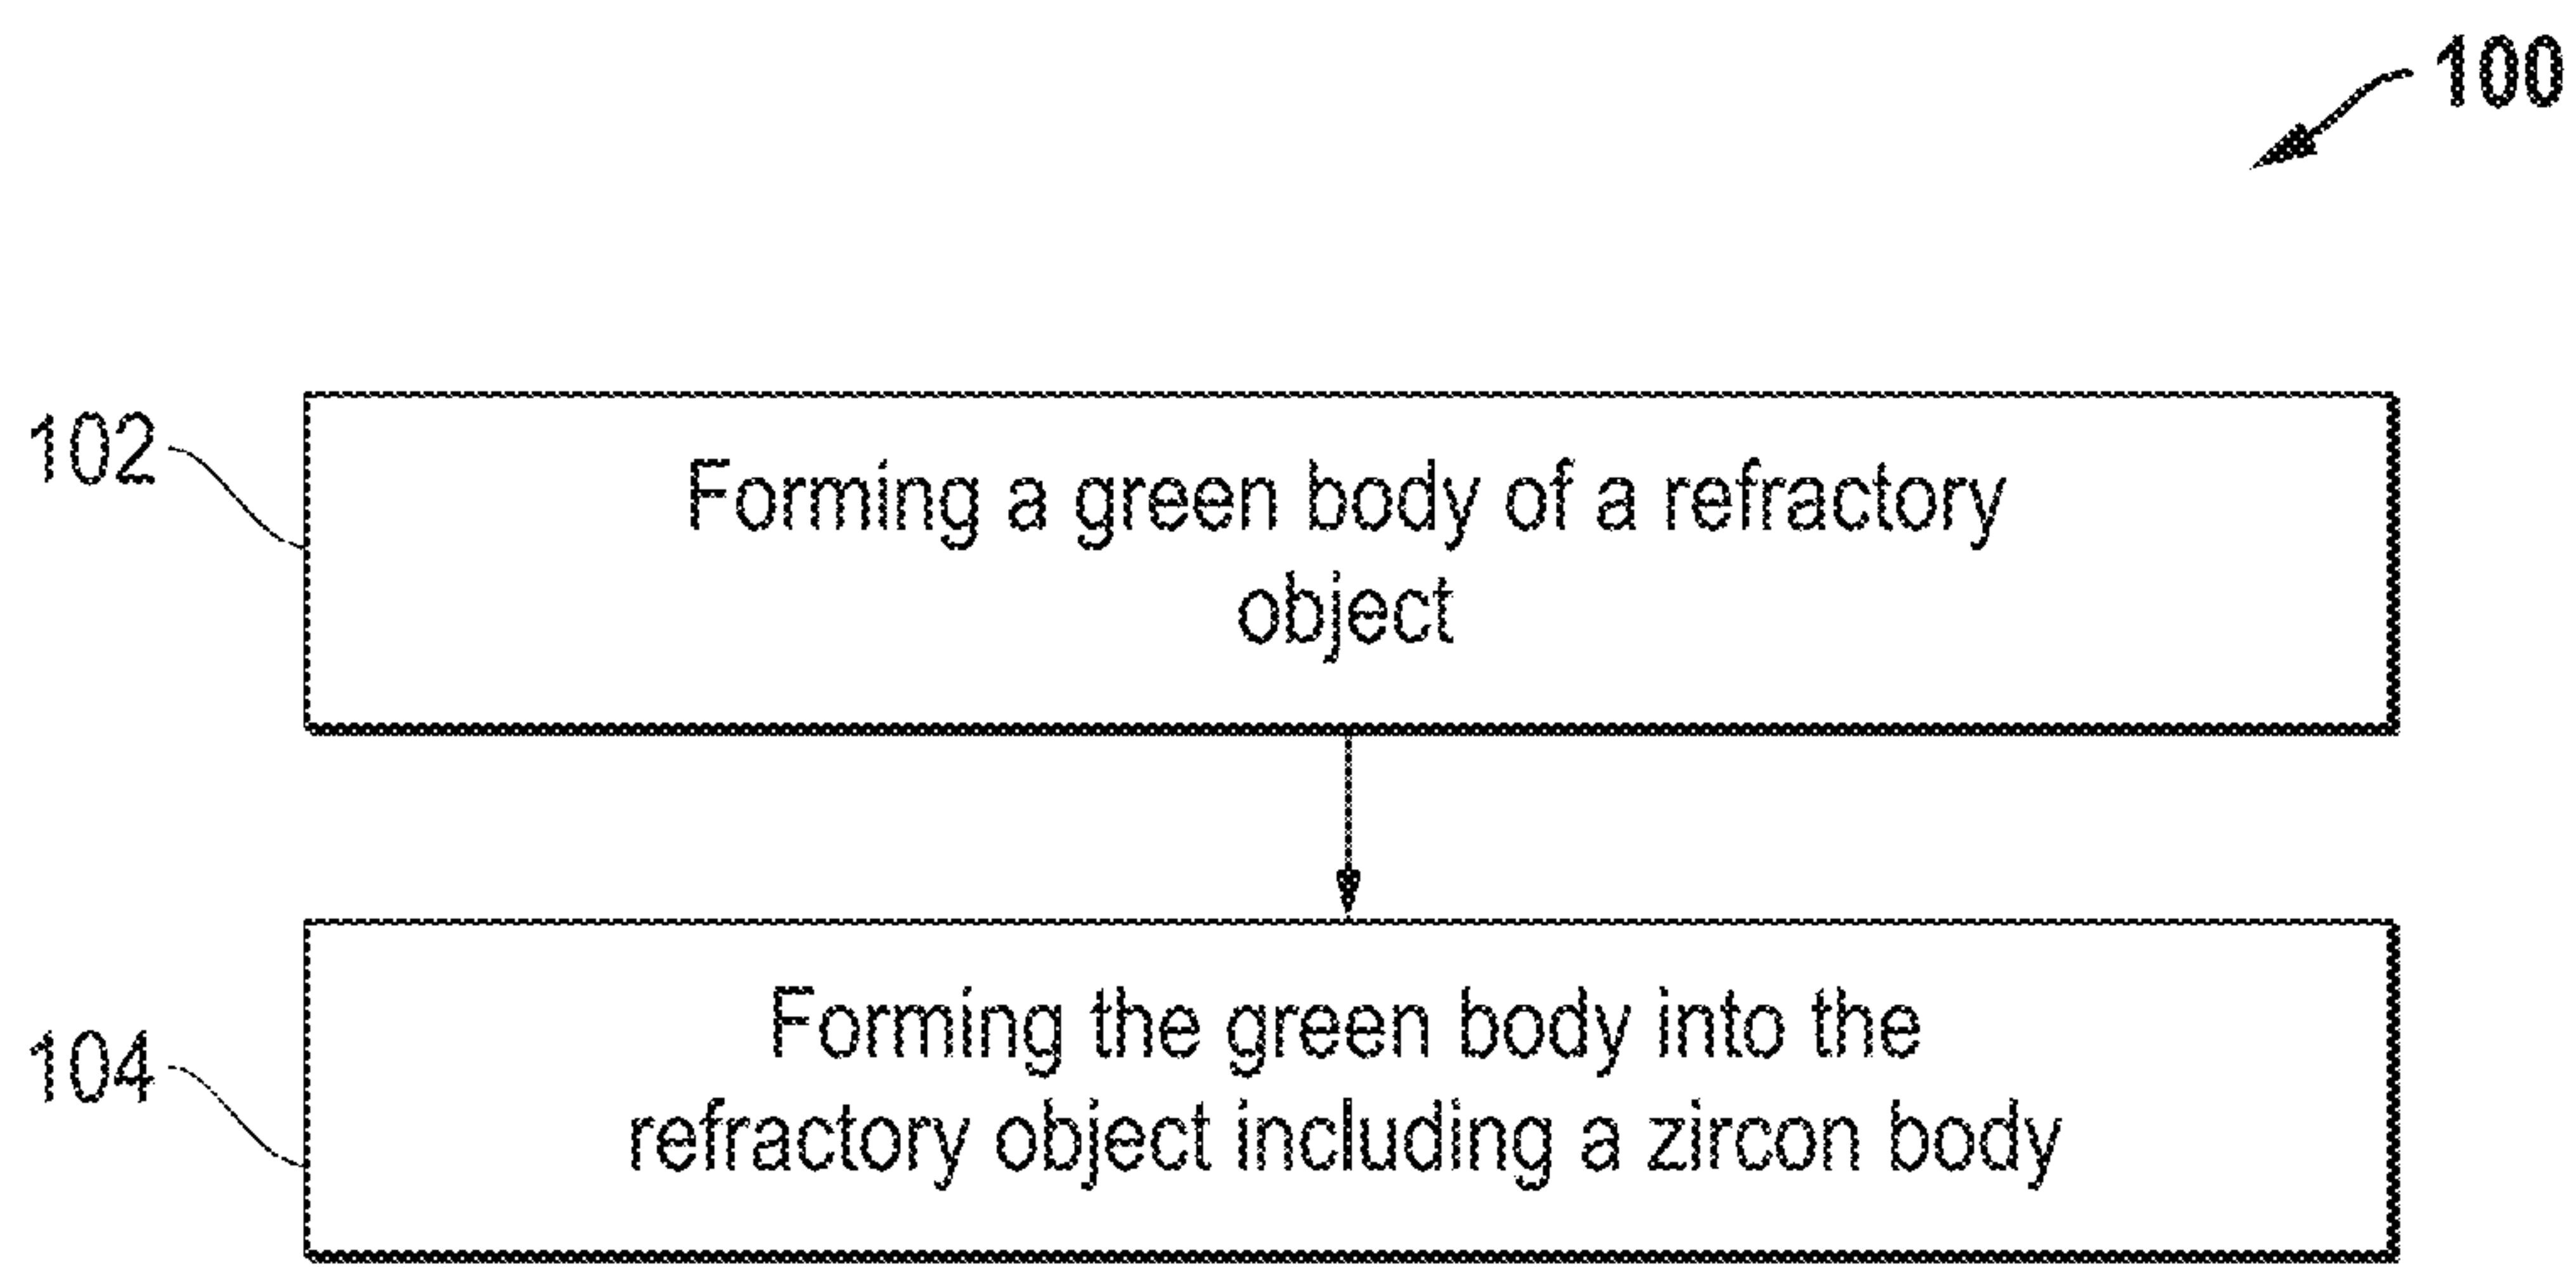 100
102
Forming a green body of a refractory
object
104
Forming the green body into the
refractory object including a zircon body